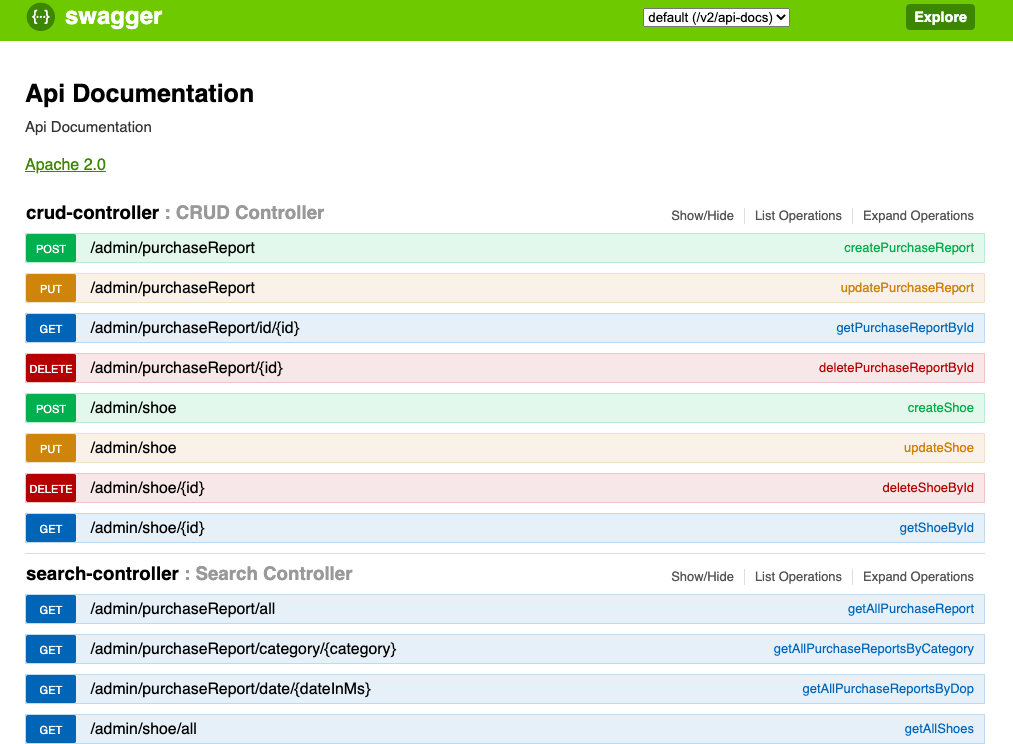 {··} swagger default (/v2/api-docs) Explore
Api Documentation
Api Documentation
Apache 2.0
crud-controller : CRUD Controller Show/Hide List Operations Expand Operations
POST /admin/purchaseReport createPurchaseReport
PUT /admin/purchaseReport updatePurchaseReport
GET /admin/purchaseReport/id/{id} getPurchaseReportById
DELETE /admin/purchaseReport/{id} deletePurchaseReportById
POST /admin/shoe createShoe
PUT /admin/shoe updateShoe
DELETE /admin/shoe/{id} deleteShoeById
GET /admin/shoe/{id} getShoeById
search-controller : Search Controller Show/Hide List Operations Expand Operations
GET /admin/purchaseReport/all getAllPurchaseReport
GET /admin/purchaseReport/category/{category} getAllPurchaseReportsByCategory
GET /admin/purchaseReport/date/{dateInMs} getAllPurchaseReportsByDop
GET /admin/shoe/all getAllShoes